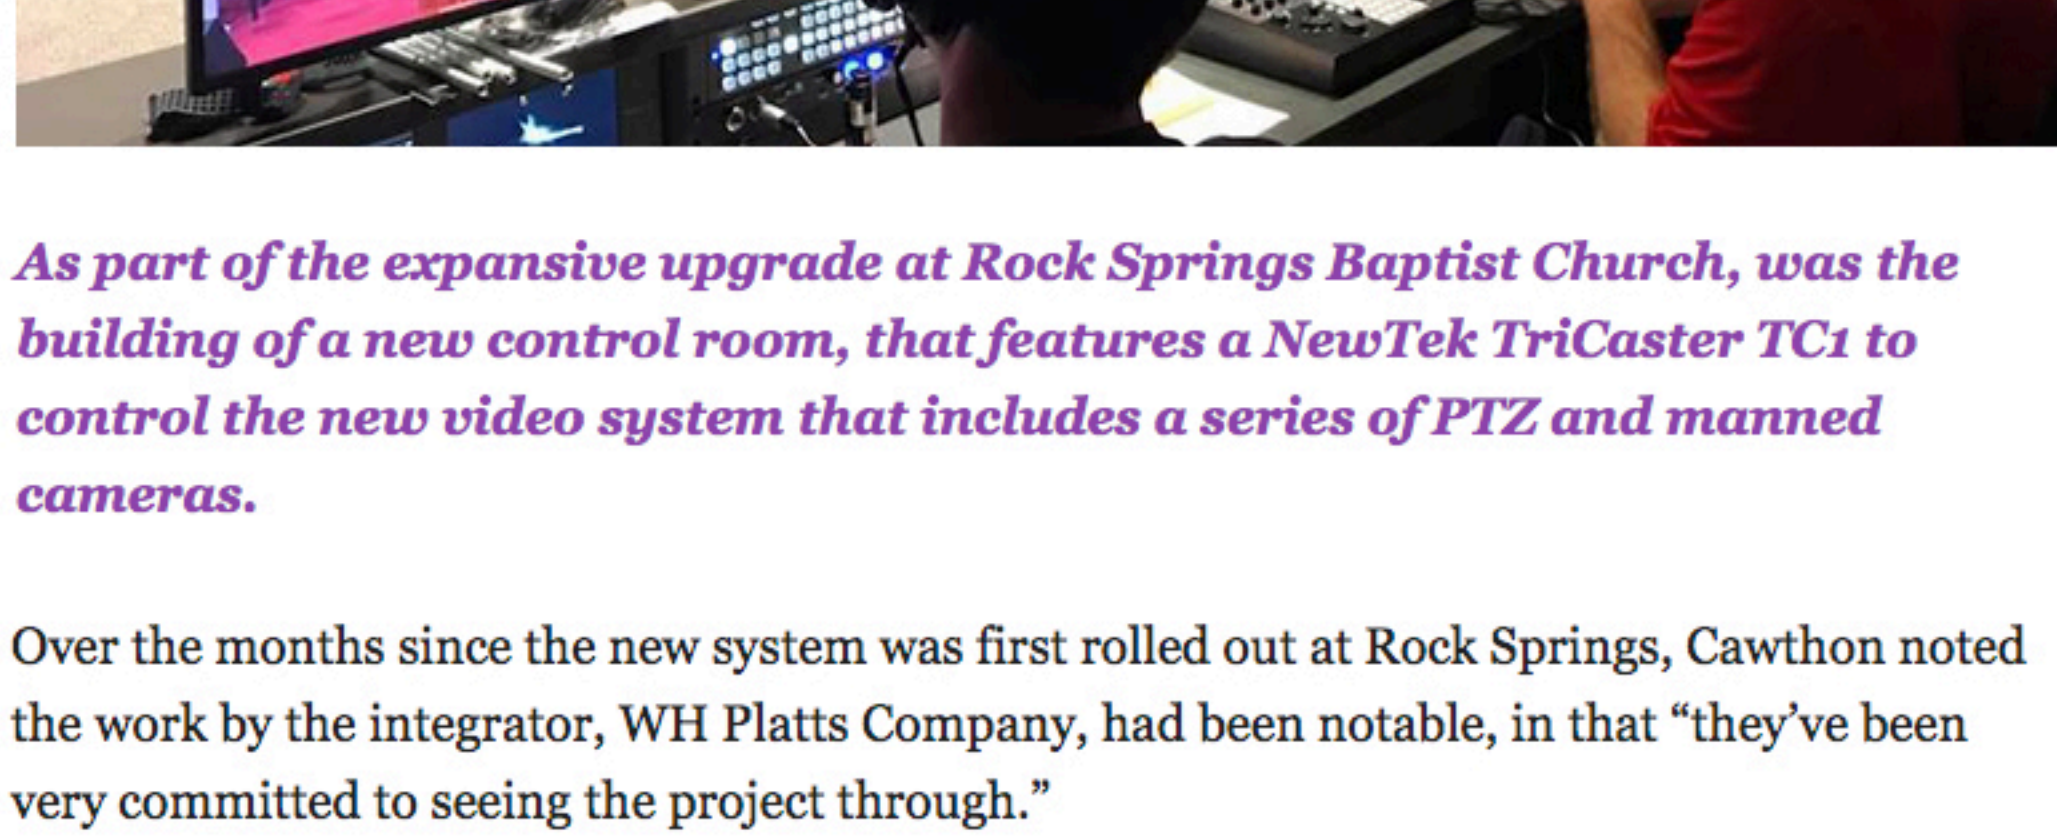 As part of the expansive upgrade at Rock Springs Baptist Church, was the
building of a new control room, that features a NewTek TriCaster TC1 to
control the new video system that includes a series of PTZ and manned
cameras.
Over the months since the new system was first rolled out at Rock Springs, Cawthon noted
the work by the integrator, WH Platts Company, had been notable, in that “they’ve been
very committed to seeing the project through.”